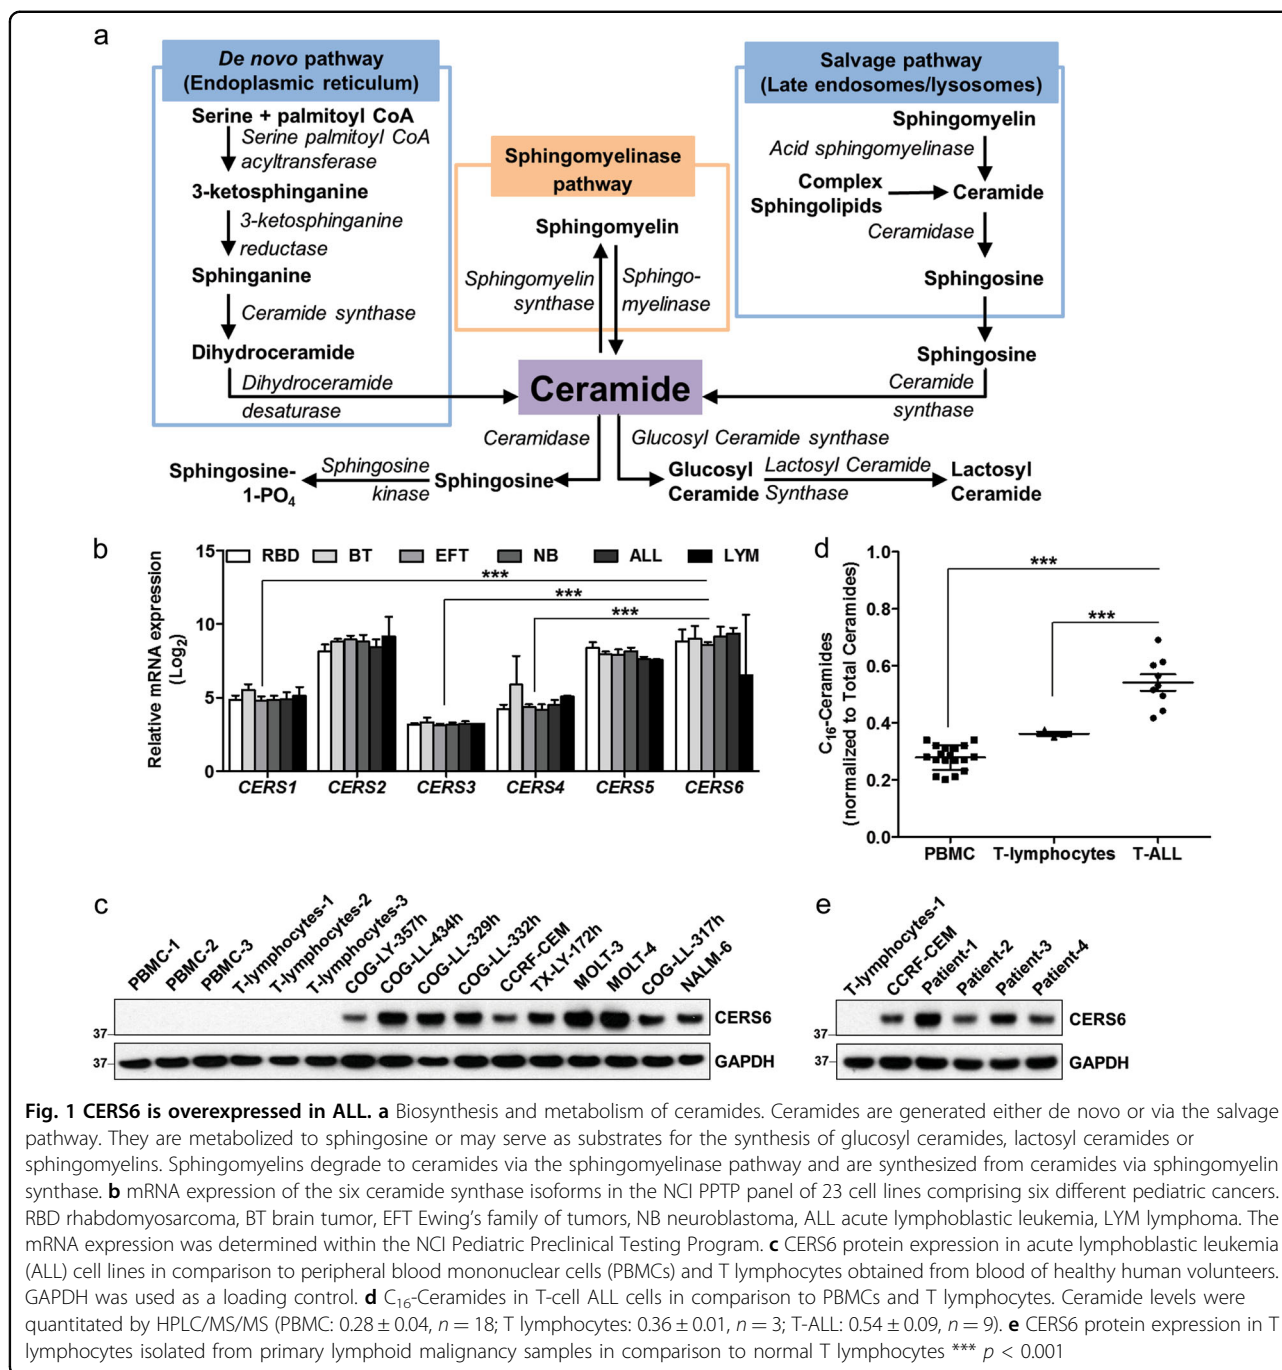 a
De novo pathway
(Endoplasmic reticulum)
Serine + palmitoyl CoA
Serine palmitoyl CoA
acyltransferase
3-ketosphinganine
3-ketosphinganine
reductase
Sphinganine
Ceramide synthase
Dihydroceramide
Dihydroceramide
desaturase
Sphingomyelinase
pathway
Sphingomyelin
Sphingomyelin
synthase
Sphingo-
myelinase
Salvage pathway
(Late endosomes/lysosomes)
Sphingomyelin
Acid sphingomyelinase
Complex
Sphingolipids
Ceramide
Ceramidase
Sphingosine
Sphingosine
Ceramide
synthase
Ceramide
Ceramidase
Glucosyl Ceramide synthase
Sphingosine-
1-PO₄
Sphingosine
kinase
Sphingosine
Glucosyl
Ceramide
Lactosyl Ceramide
Synthase
Lactosyl
Ceramide
b
Relative mRNA expression
(Log₂)
15
10
5
0
RBD BT EFT NB ALL LYM
***
***
***
CERS1 CERS2 CERS3 CERS4 CERS5 CERS6
d
C₁₆-Ceramides
(normalized to Total Ceramides)
1.0
0.8
0.6
0.4
0.2
0.0
***
***
PBMC T-lymphocytes T-ALL
c
PBMC-1
PBMC-2
PBMC-3
T-lymphocytes-1
T-lymphocytes-2
T-lymphocytes-3
COG-LY-357h
COG-LL-434h
COG-LL-329h
COG-LL-332h
CCRF-CEM
TX-LY-172h
MOLT-3
MOLT-4
COG-LL-317h
NALM-6
37
CERS6
37
GAPDH
e
T-lymphocytes-1
CCRF-CEM
Patient-1
Patient-2
Patient-3
Patient-4
37
CERS6
37
GAPDH
Fig. 1 CERS6 is overexpressed in ALL. a Biosynthesis and metabolism of ceramides. Ceramides are generated either de novo or via the salvage
pathway. They are metabolized to sphingosine or may serve as substrates for the synthesis of glucosyl ceramides, lactosyl ceramides or
sphingomyelins. Sphingomyelins degrade to ceramides via the sphingomyelinase pathway and are synthesized from ceramides via sphingomyelin
synthase. b mRNA expression of the six ceramide synthase isoforms in the NCI PPTP panel of 23 cell lines comprising six different pediatric cancers.
RBD rhabdomyosarcoma, BT brain tumor, EFT Ewing's family of tumors, NB neuroblastoma, ALL acute lymphoblastic leukemia, LYM lymphoma. The
mRNA expression was determined within the NCI Pediatric Preclinical Testing Program. c CERS6 protein expression in acute lymphoblastic leukemia
(ALL) cell lines in comparison to peripheral blood mononuclear cells (PBMCs) and T lymphocytes obtained from blood of healthy human volunteers.
GAPDH was used as a loading control. d C₁₆-Ceramides in T-cell ALL cells in comparison to PBMCs and T lymphocytes. Ceramide levels were
quantitated by HPLC/MS/MS (PBMC: 0.28 ± 0.04, n = 18; T lymphocytes: 0.36 ± 0.01, n = 3; T-ALL: 0.54 ± 0.09, n = 9). e CERS6 protein expression in T
lymphocytes isolated from primary lymphoid malignancy samples in comparison to normal T lymphocytes *** p < 0.001